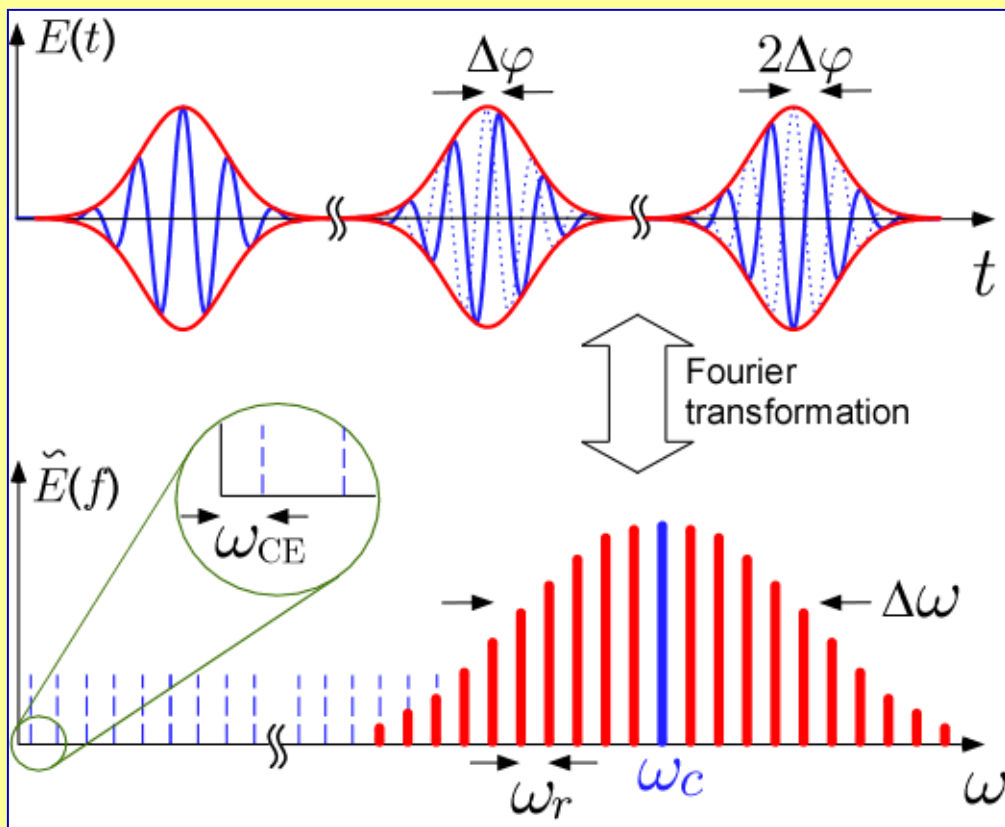 E(t)
Δφ
2Δφ
t
Fourier
transformation
Ẽ(f)
ω_CE
Δω
ω_r
ω_c
ω